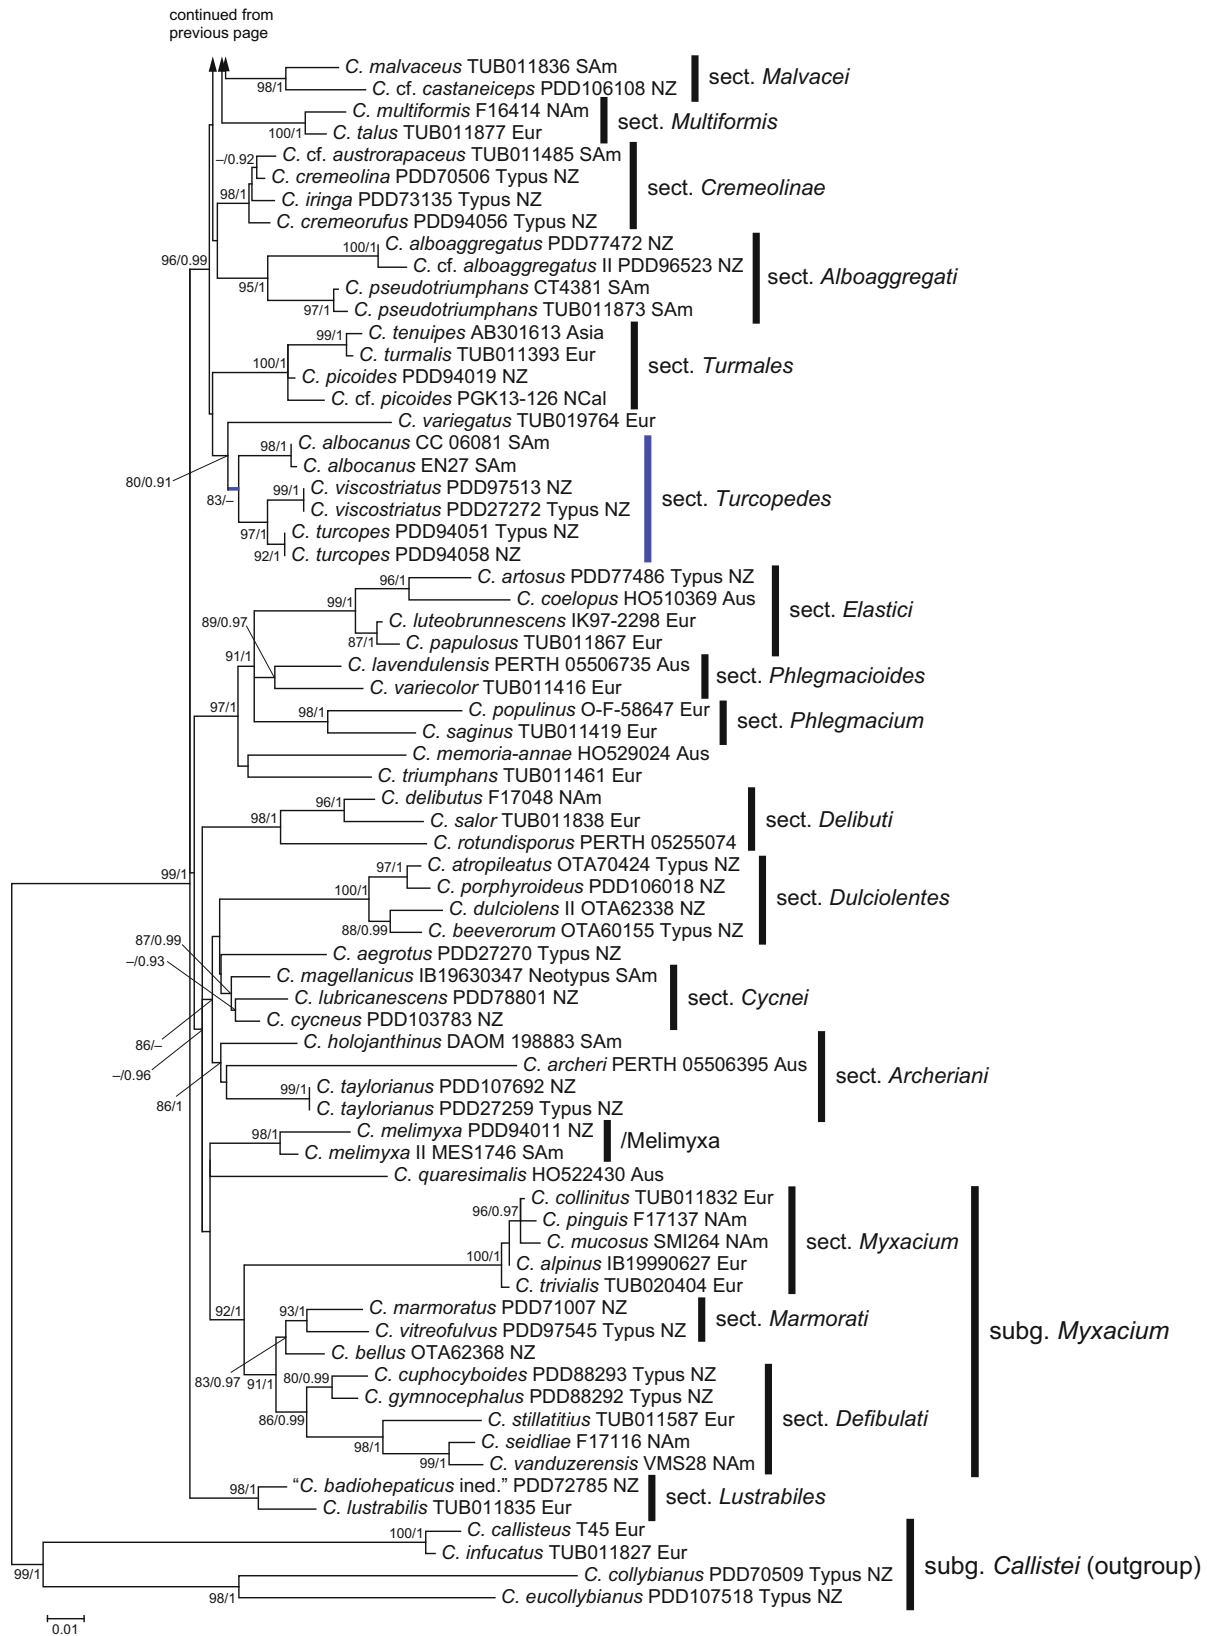 continued from
previous page
C. malvaceus TUB011836 SAm
98/1
C. cf. castaneiceps PDD106108 NZ
sect. Malvacei
C. multiformis F16414 NAm
100/1
C. talus TUB011877 Eur
sect. Multiformis
–/0.92
C. cf. austrorapaceus TUB011485 SAm
C. cremeolina PDD70506 Typus NZ
98/1
C. iringa PDD73135 Typus NZ
C. cremeorufus PDD94056 Typus NZ
sect. Cremeolinae
96/0.99
100/1
C. alboaggregatus PDD77472 NZ
C. cf. alboaggregatus II PDD96523 NZ
95/1
C. pseudotriumphans CT4381 SAm
97/1
C. pseudotriumphans TUB011873 SAm
sect. Alboaggregati
99/1
C. tenuipes AB301613 Asia
C. turmalis TUB011393 Eur
100/1
C. picoides PDD94019 NZ
C. cf. picoides PGK13-126 NCal
sect. Turmales
C. variegatus TUB019764 Eur
80/0.91
98/1
C. albocanus CC 06081 SAm
C. albocanus EN27 SAm
83/–
99/1
C. viscostriatus PDD97513 NZ
C. viscostriatus PDD27272 Typus NZ
97/1
C. turcopes PDD94051 Typus NZ
92/1
C. turcopes PDD94058 NZ
sect. Turcopedes
96/1
C. artosus PDD77486 Typus NZ
C. coelopus HO510369 Aus
99/1
C. luteobrunnescens IK97-2298 Eur
87/1
C. papulosus TUB011867 Eur
sect. Elastici
89/0.97
91/1
C. lavendulensis PERTH 05506735 Aus
C. variecolor TUB011416 Eur
sect. Phlegmacioides
97/1
98/1
C. populinus O-F-58647 Eur
C. saginus TUB011419 Eur
sect. Phlegmacium
C. memoria-annae HO529024 Aus
C. triumphans TUB011461 Eur
96/1
C. delibutus F17048 NAm
98/1
C. salor TUB011838 Eur
C. rotundisporus PERTH 05255074
sect. Delibuti
99/1
97/1
C. atropileatus OTA70424 Typus NZ
C. porphyroideus PDD106018 NZ
100/1
C. dulciolens II OTA62338 NZ
88/0.99
C. beeverorum OTA60155 Typus NZ
sect. Dulciolentes
87/0.99
–/0.93
C. aegrotus PDD27270 Typus NZ
C. magellanicus IB19630347 Neotypus SAm
C. lubricanescens PDD78801 NZ
C. cycneus PDD103783 NZ
sect. Cycnei
86/–
–/0.96
86/1
C. holojanthinus DAOM 198883 SAm
C. archeri PERTH 05506395 Aus
99/1
C. taylorianus PDD107692 NZ
C. taylorianus PDD27259 Typus NZ
sect. Archeriani
98/1
C. melimyxa PDD94011 NZ
C. melimyxa II MES1746 SAm
/Melimyxa
C. quaresimalis HO522430 Aus
C. collinitus TUB011832 Eur
96/0.97
C. pinguis F17137 NAm
C. mucosus SMI264 NAm
100/1
C. alpinus IB19990627 Eur
C. trivialis TUB020404 Eur
sect. Myxacium
92/1
93/1
C. marmoratus PDD71007 NZ
C. vitreofulvus PDD97545 Typus NZ
sect. Marmorati
C. bellus OTA62368 NZ
83/0.97
91/1
80/0.99
C. cuphocyboides PDD88293 Typus NZ
C. gymnocephalus PDD88292 Typus NZ
86/0.99
C. stillatitius TUB011587 Eur
98/1
C. seidliae F17116 NAm
99/1
C. vanduzerensis VMS28 NAm
sect. Defibulati
subg. Myxacium
98/1
“C. badiohepaticus ined.” PDD72785 NZ
C. lustrabilis TUB011835 Eur
sect. Lustrabiles
100/1
C. callisteus T45 Eur
C. infucatus TUB011827 Eur
99/1
C. collybianus PDD70509 Typus NZ
98/1
C. eucollybianus PDD107518 Typus NZ
subg. Callistei (outgroup)
0.01